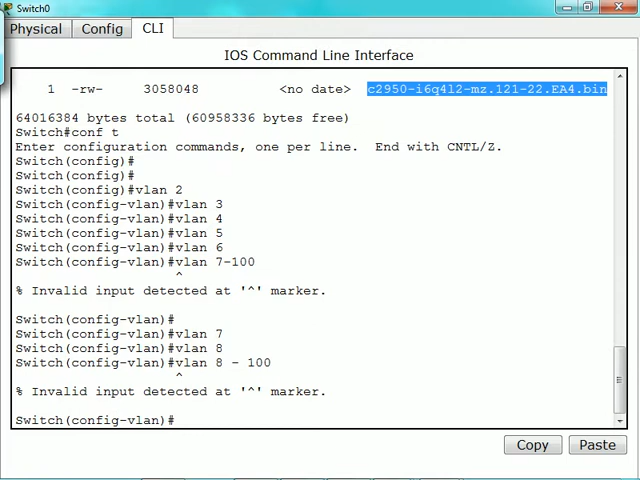 Switch0
Physical Config CLI
IOS Command Line Interface
1 -rw- 3058048 <no date> c2950-i6q4l2-mz.121-22.EA4.bin
64016384 bytes total (60958336 bytes free)
Switch#conf t
Enter configuration commands, one per line. End with CNTL/Z.
Switch(config)#
Switch(config)#
Switch(config)#vlan 2
Switch(config-vlan)#vlan 3
Switch(config-vlan)#vlan 4
Switch(config-vlan)#vlan 5
Switch(config-vlan)#vlan 6
Switch(config-vlan)#vlan 7-100
^
% Invalid input detected at '^' marker.
Switch(config-vlan)#
Switch(config-vlan)#vlan 7
Switch(config-vlan)#vlan 8
Switch(config-vlan)#vlan 8 - 100
^
% Invalid input detected at '^' marker.
Switch(config-vlan)#
Copy Paste